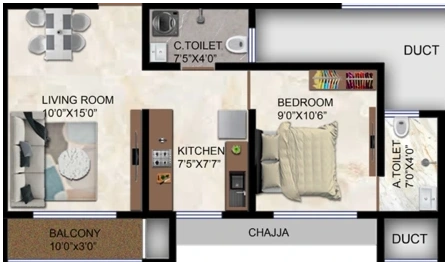 C.TOILET
7'5"X4'0"
DUCT
LIVING ROOM
10'0"X15'0"
BEDROOM
9'0"X10'6"
KITCHEN
7'5"X7'7"
A.TOILET
7'0"X4'0"
BALCONY
10'0"x3'0"
CHAJJA
DUCT